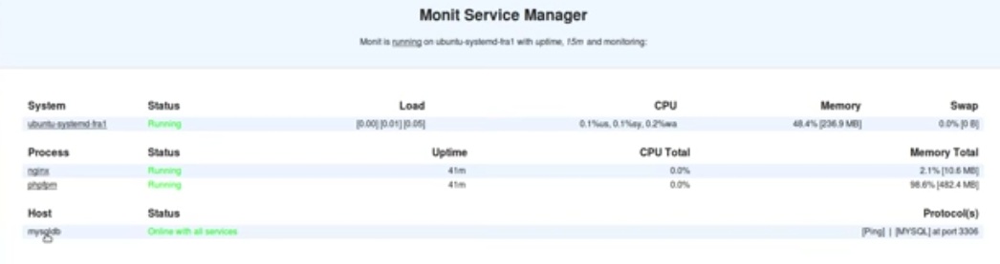 Monit Service Manager
Monit is running on ubuntu-systemd-fra1 with uptime, 15m and monitoring:
System Status Load CPU Memory Swap
ubuntu-systemd-fra1 Running [0.00] [0.01] [0.05] 0.1%us, 0.1%sy, 0.2%wa 48.4% [236.9 MB] 0.0% [0 B]
Process Status Uptime CPU Total Memory Total
nginx Running 41m 0.0% 2.1% [10.6 MB]
phpfpm Running 41m 0.0% 98.6% [482.4 MB]
Host Status Protocol(s)
mysqldb Online with all services [Ping] | [MYSQL] at port 3306